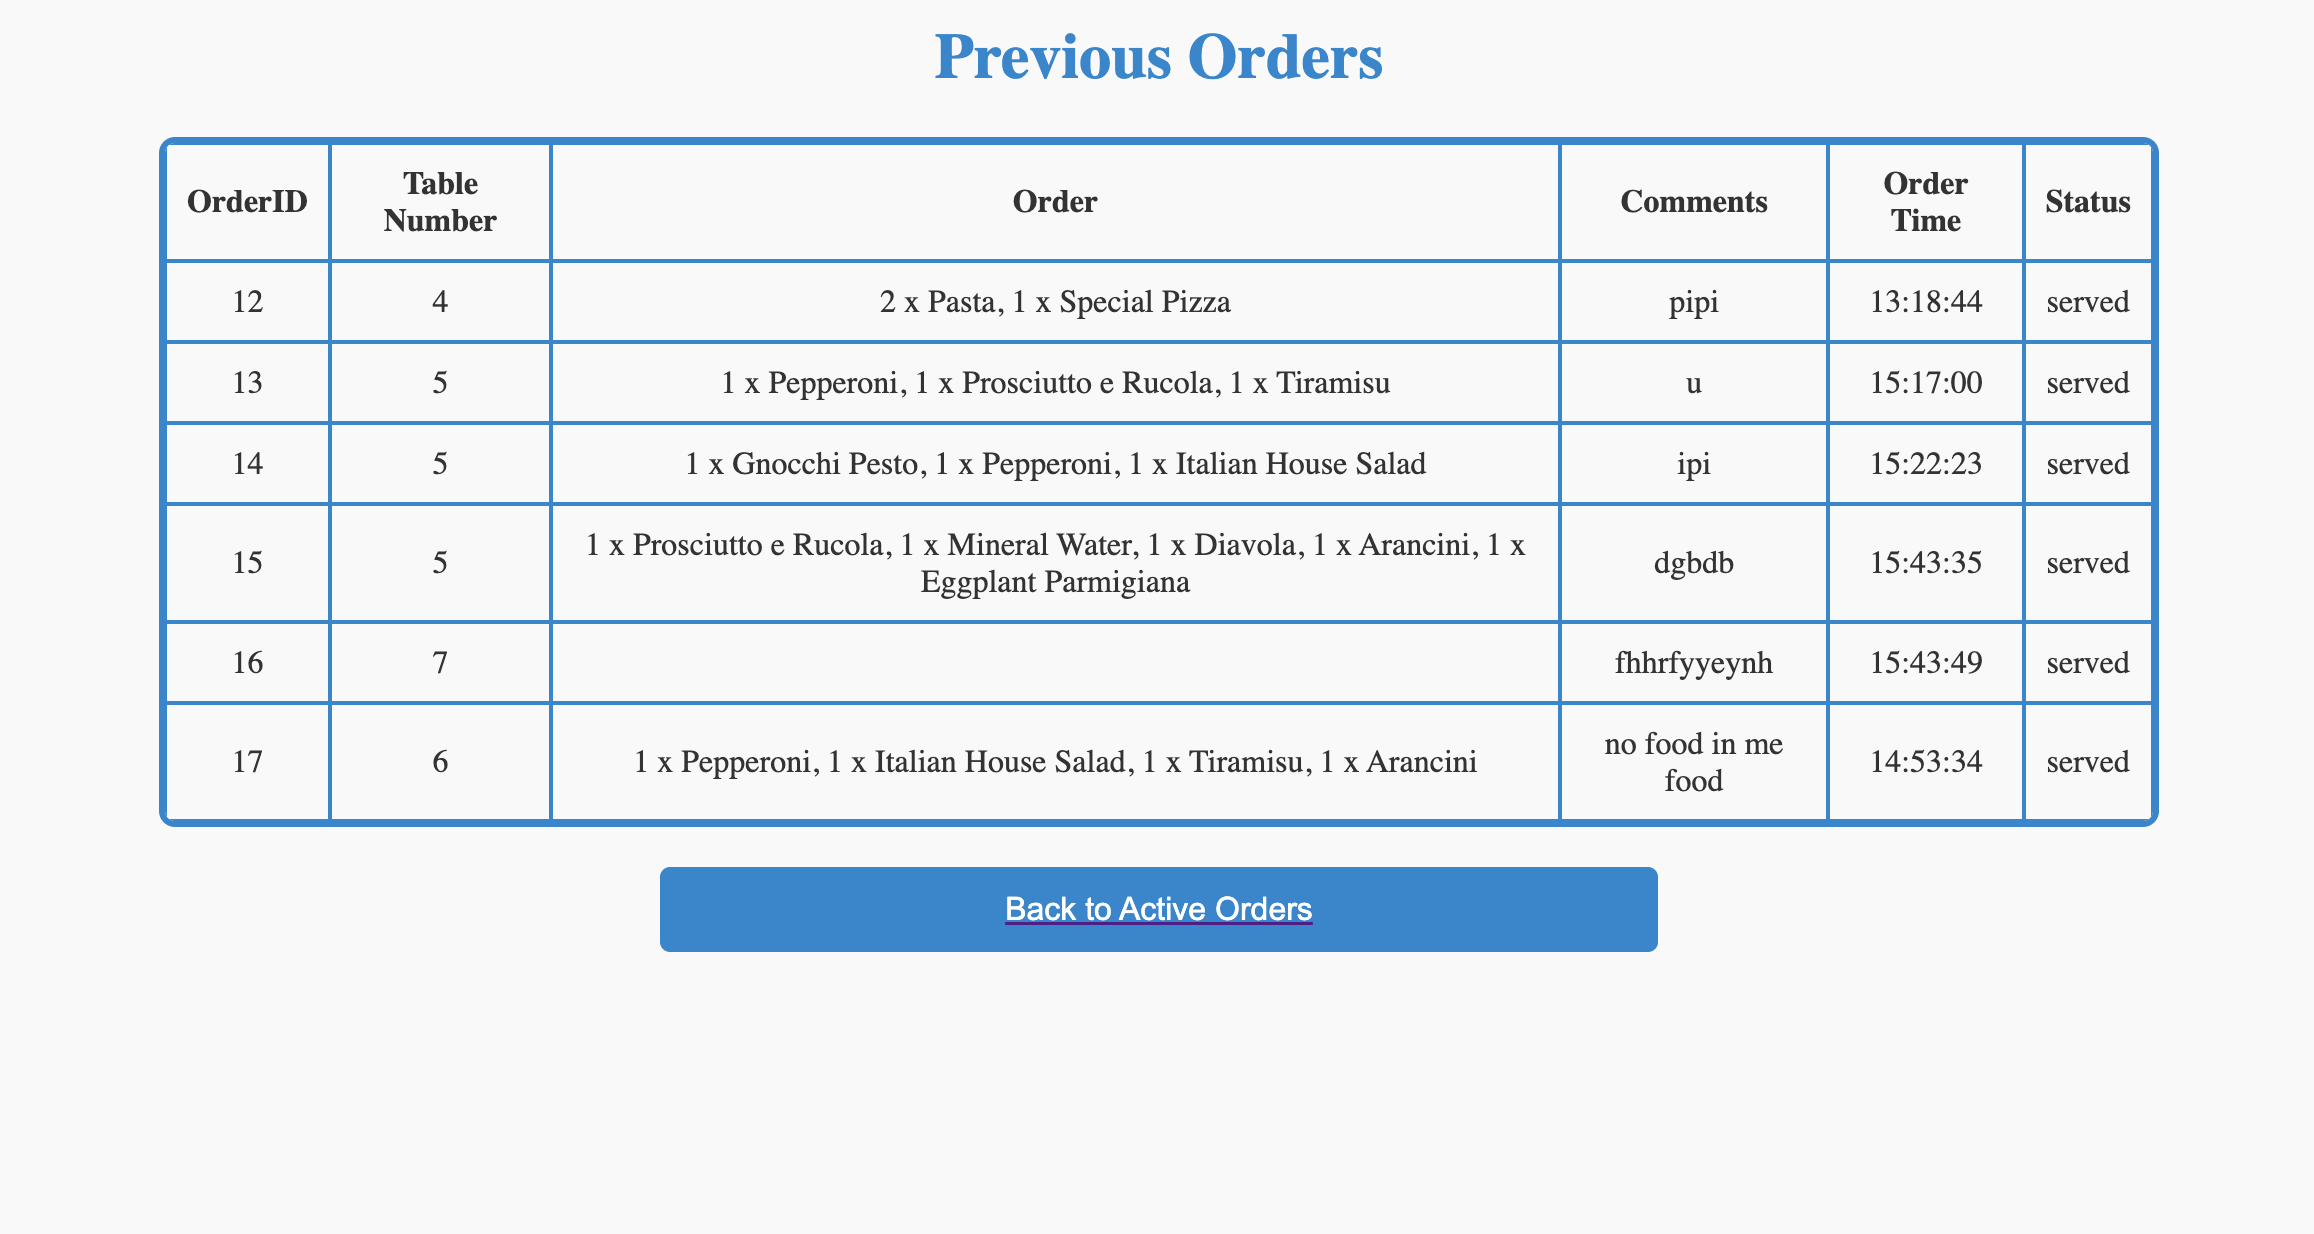 Previous Orders
OrderID
Table
Number
Order
Comments
Order
Time
Status
12
4
2 x Pasta, 1 x Special Pizza
pipi
13:18:44
served
13
5
1 x Pepperoni, 1 x Prosciutto e Rucola, 1 x Tiramisu
u
15:17:00
served
14
5
1 x Gnocchi Pesto, 1 x Pepperoni, 1 x Italian House Salad
ipi
15:22:23
served
15
5
1 x Prosciutto e Rucola, 1 x Mineral Water, 1 x Diavola, 1 x Arancini, 1 x
Eggplant Parmigiana
dgbdb
15:43:35
served
16
7
fhhrfyyeynh
15:43:49
served
17
6
1 x Pepperoni, 1 x Italian House Salad, 1 x Tiramisu, 1 x Arancini
no food in me
food
14:53:34
served
Back to Active Orders